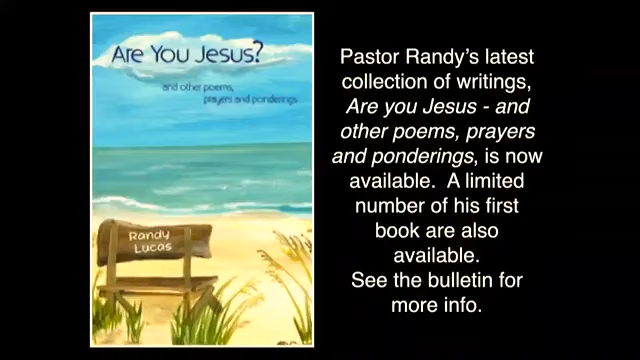 Are You Jesus?
and other poems,
prayers and ponderings
Randy
Lucas
Pastor Randy's latest
collection of writings,
Are you Jesus - and
other poems, prayers
and ponderings, is now
available. A limited
number of his first
book are also
available.
See the bulletin for
more info.